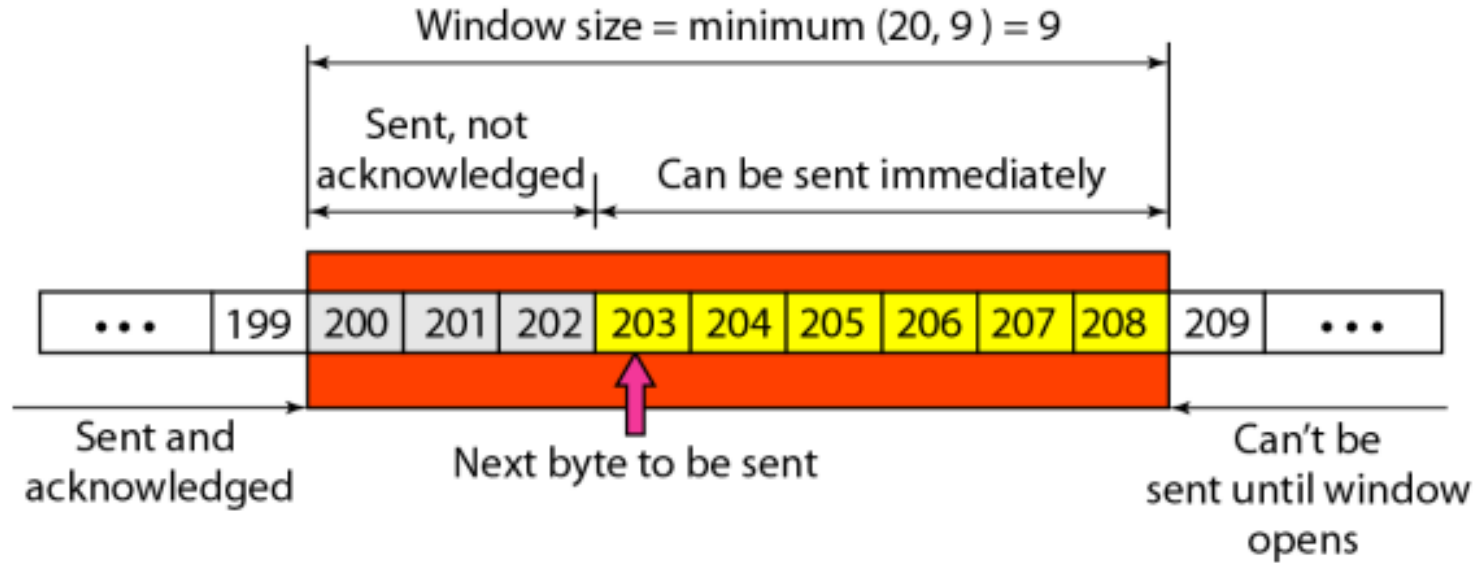 Window size = minimum (20, 9 ) = 9
Sent, not
acknowledged
Can be sent immediately
••• 199 200 201 202 203 204 205 206 207 208 209 •••
Sent and
acknowledged
Next byte to be sent
Can’t be
sent until window
opens